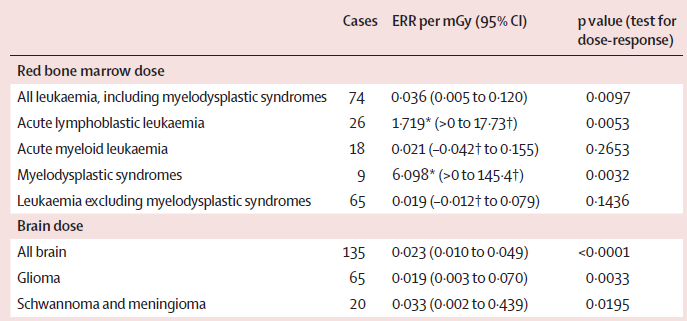 Cases ERR per mGy (95% CI) p value (test for
dose-response)
Red bone marrow dose
All leukaemia, including myelodysplastic syndromes 74 0·036 (0·005 to 0·120) 0·0097
Acute lymphoblastic leukaemia 26 1·719* (>0 to 17·73†) 0·0053
Acute myeloid leukaemia 18 0·021 (–0·042† to 0·155) 0·2653
Myelodysplastic syndromes 9 6·098* (>0 to 145·4†) 0·0032
Leukaemia excluding myelodysplastic syndromes 65 0·019 (–0·012† to 0·079) 0·1436
Brain dose
All brain 135 0·023 (0·010 to 0·049) <0·0001
Glioma 65 0·019 (0·003 to 0·070) 0·0033
Schwannoma and meningioma 20 0·033 (0·002 to 0·439) 0·0195